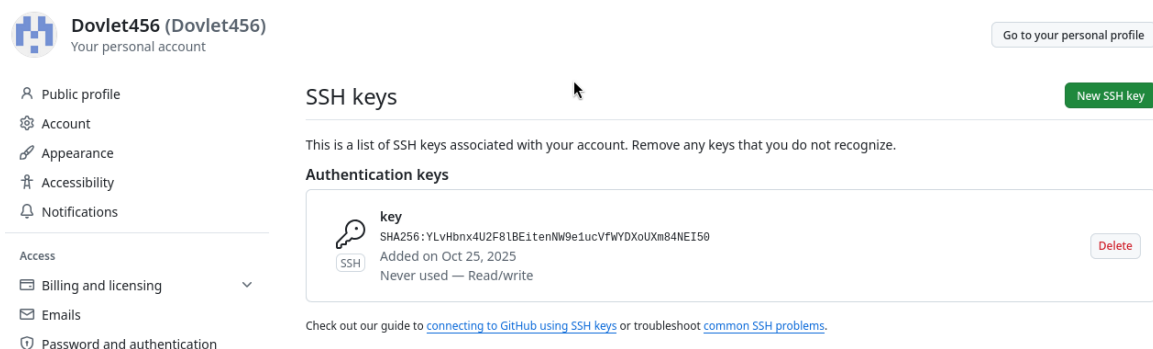 Dovlet456 (Dovlet456)
Your personal account
Go to your personal profile
Public profile
Account
Appearance
Accessibility
Notifications
Access
Billing and licensing
Emails
Password and authentication
SSH keys
New SSH key
This is a list of SSH keys associated with your account. Remove any keys that you do not recognize.
Authentication keys
key
SHA256:YLvHbnx4U2F8lBEitenNW9e1ucVfWYDXoUXm84NEI50
Added on Oct 25, 2025
Never used — Read/write
SSH
Delete
Check out our guide to connecting to GitHub using SSH keys or troubleshoot common SSH problems.